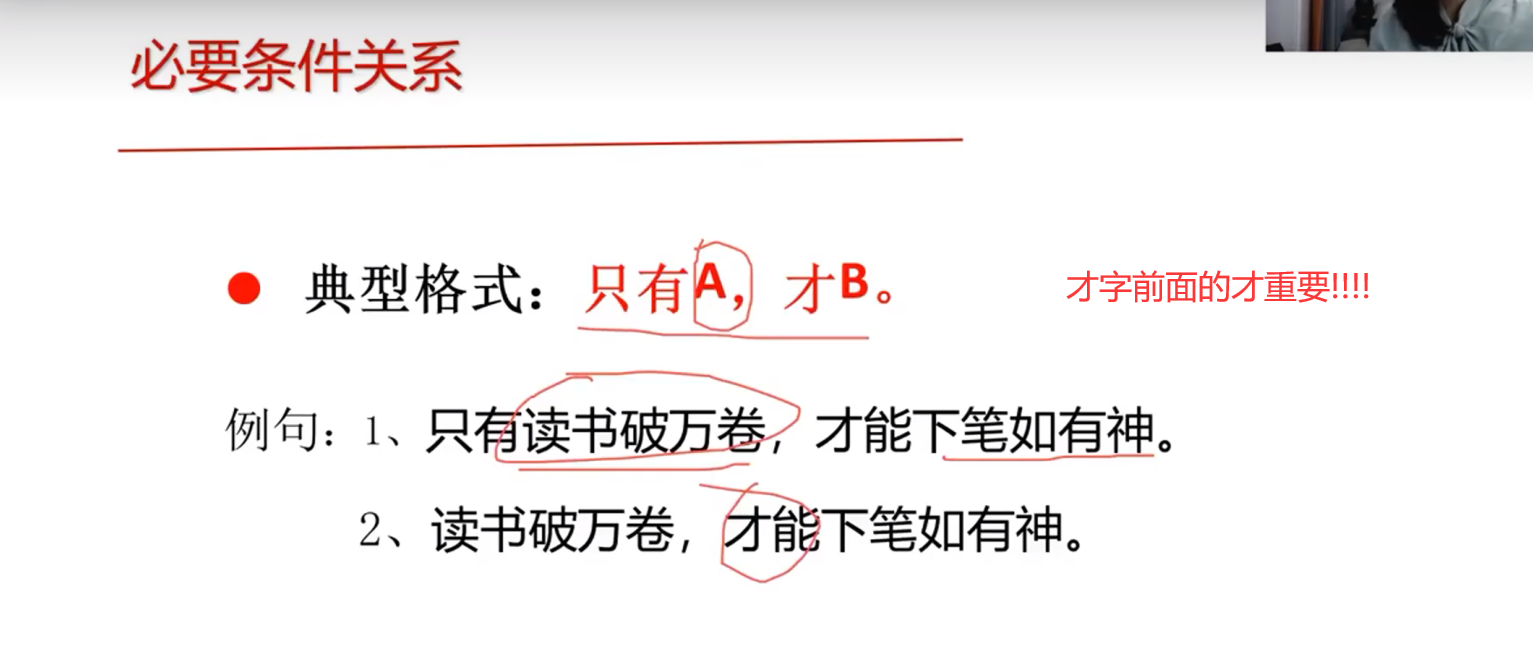 必要条件关系
● 典型格式：只有A，才B。 才字前面的才重要!!!!
例句：1、只有读书破万卷，才能下笔如有神。
2、读书破万卷，才能下笔如有神。